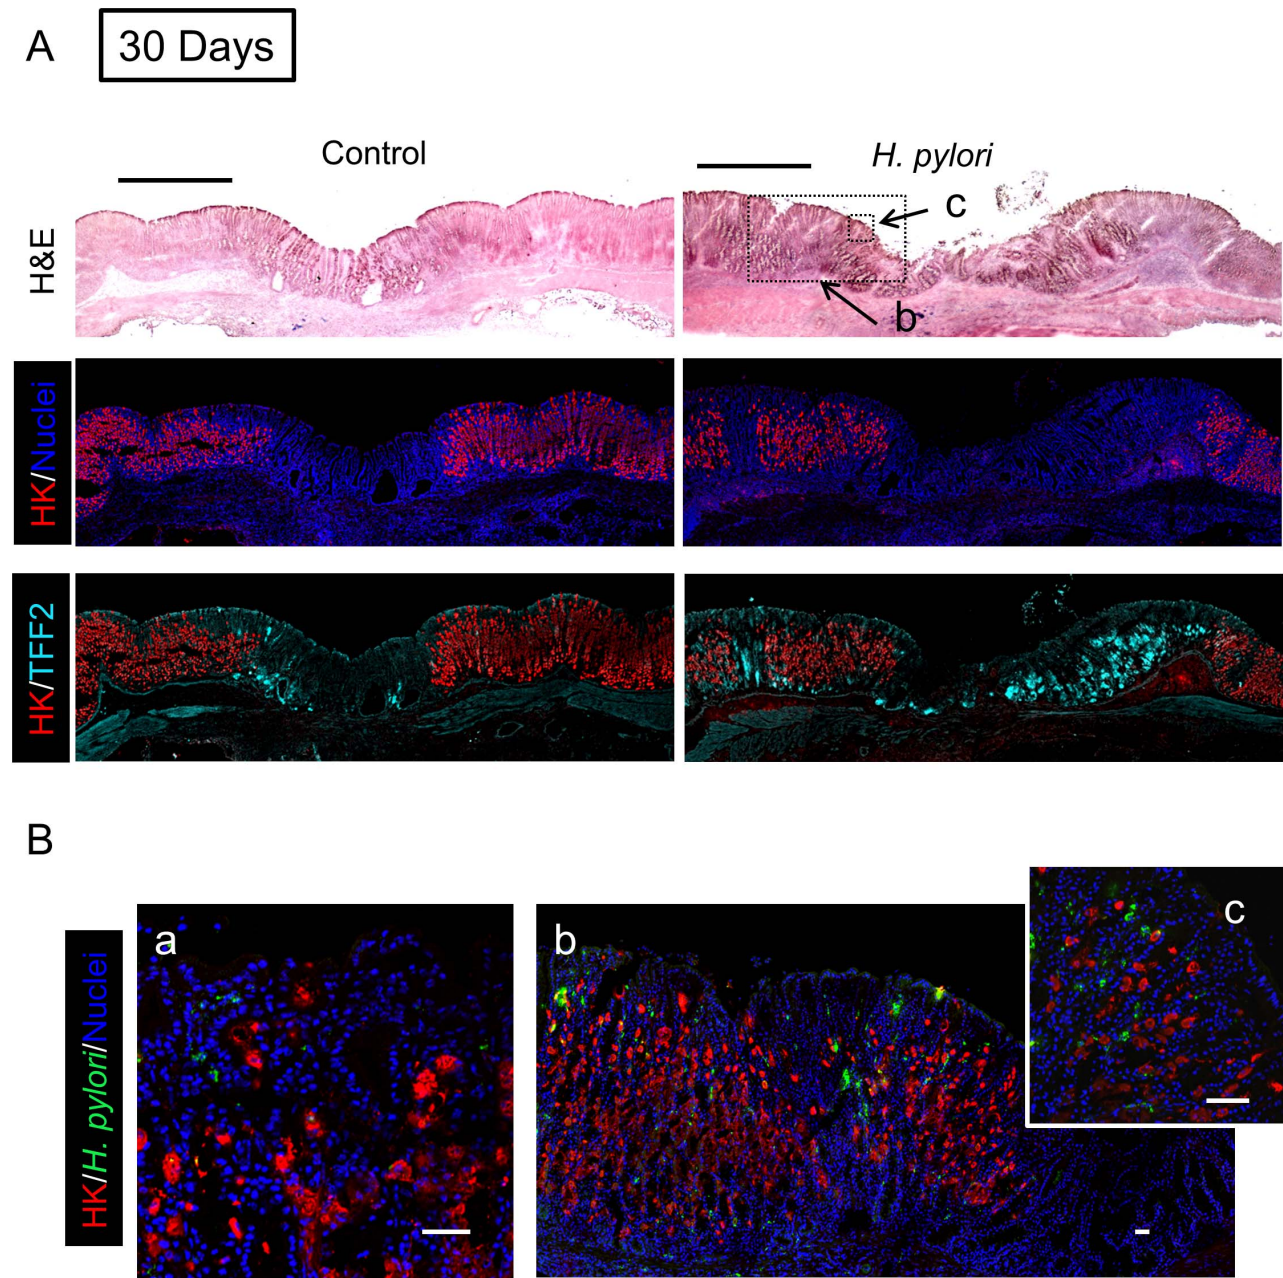 A
30 Days
Control
H. pylori
c
b
H&E
HK/Nuclei
HK/TFF2
B
HK/H. pylori/Nuclei
a
b
c